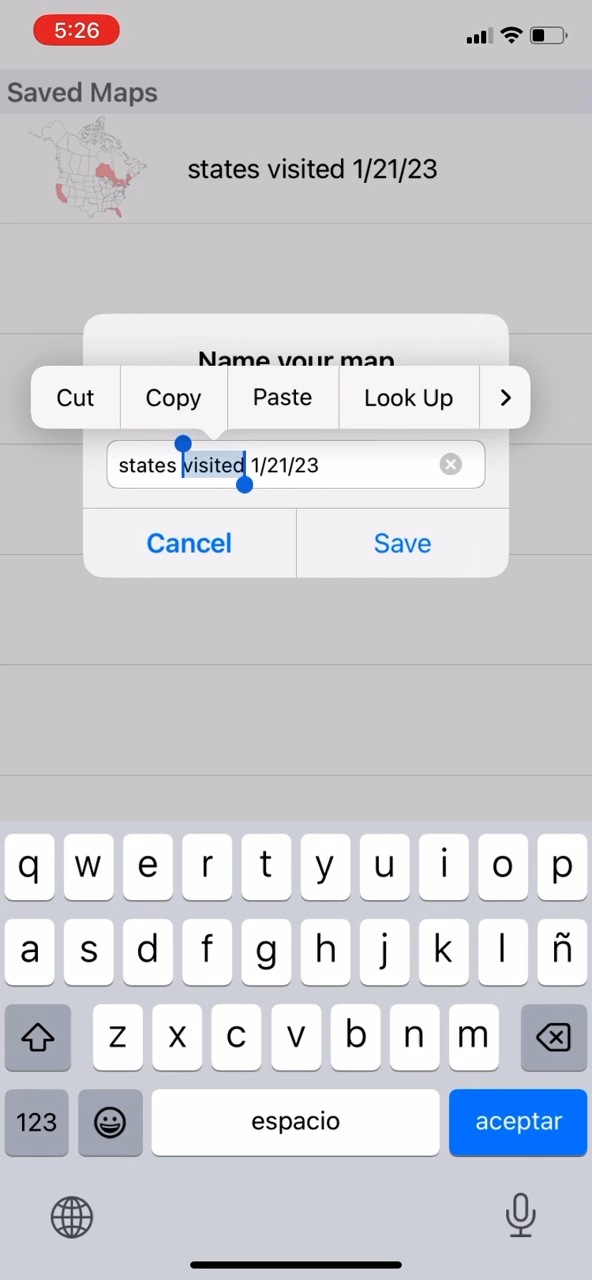 5:26
Saved Maps
states visited 1/21/23
Name your map
Cut Copy Paste Look Up
states visited 1/21/23
Cancel Save
q w e r t y u i o p
a s d f g h j k l ñ
z x c v b n m
123 espacio aceptar